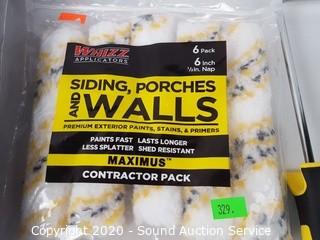 WHIZZ
APPLICATORS
6 Pack
6 Inch
½in. Nap
SIDING, PORCHES
AND WALLS
PREMIUM EXTERIOR PAINTS, STAINS, & PRIMERS
PAINTS FAST LASTS LONGER
LESS SPLATTER SHED RESISTANT
MAXIMUS™
CONTRACTOR PACK
329.
Copyright 2020 - Sound Auction Service